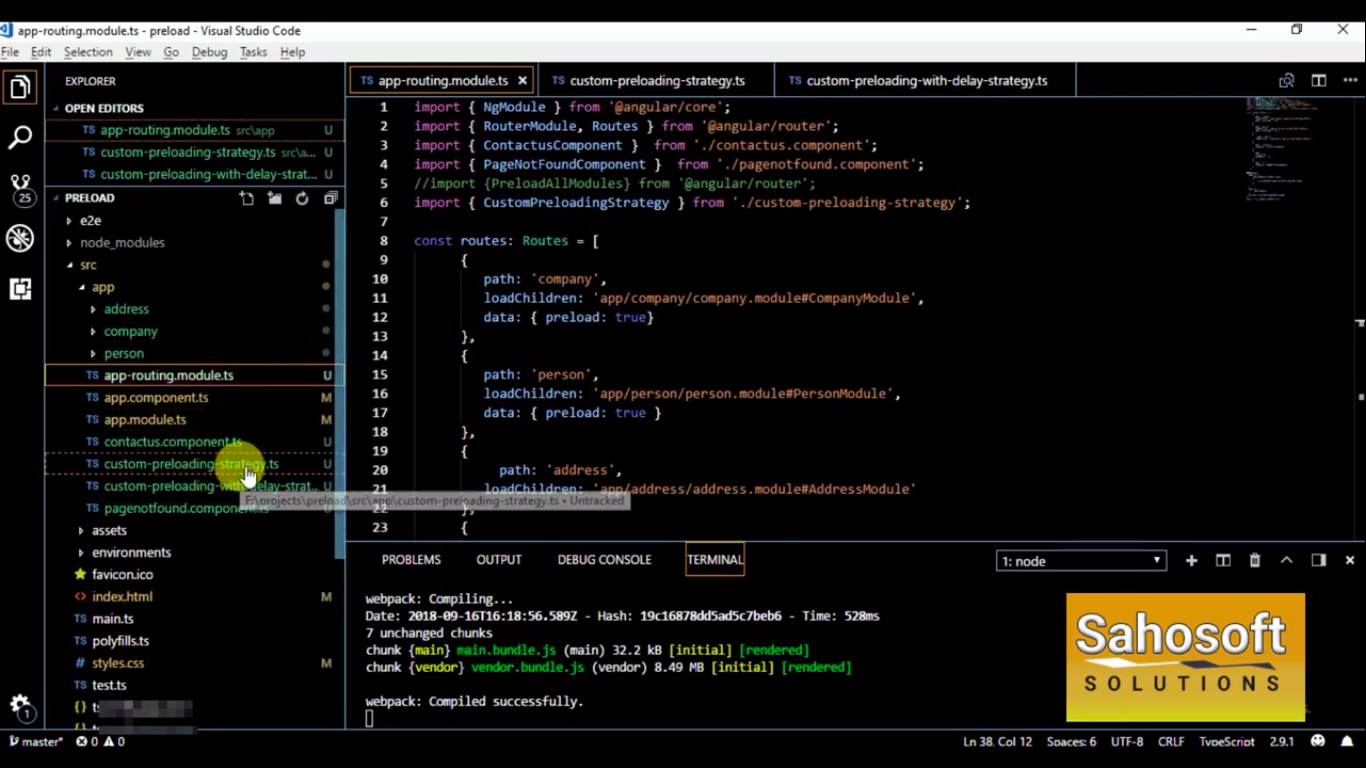 app-routing.module.ts - preload - Visual Studio Code
File Edit Selection View Go Debug Tasks Help
EXPLORER
OPEN EDITORS
TS app-routing.module.ts src\app U
TS custom-preloading-strategy.ts src\a... U
TS custom-preloading-with-delay-strat... U
PRELOAD
e2e
node_modules
src
app
address
company
person
TS app-routing.module.ts U
TS app.component.ts M
TS app.module.ts M
TS contactus.component.ts U
TS custom-preloading-strategy.ts U
TS custom-preloading-with-delay-strat... U
TS pagenotfound.component.ts U
assets
environments
favicon.ico
<> index.html M
TS main.ts
TS polyfills.ts
# styles.css M
TS test.ts
{} ts
25
1
TS app-routing.module.ts × TS custom-preloading-strategy.ts TS custom-preloading-with-delay-strategy.ts
1 import { NgModule } from '@angular/core';
2 import { RouterModule, Routes } from '@angular/router';
3 import { ContactusComponent } from './contactus.component';
4 import { PageNotFoundComponent } from './pagenotfound.component';
5 //import {PreloadAllModules} from '@angular/router';
6 import { CustomPreloadingStrategy } from './custom-preloading-strategy';
7
8 const routes: Routes = [
9 {
10 path: 'company',
11 loadChildren: 'app/company/company.module#CompanyModule',
12 data: { preload: true}
13 },
14 {
15 path: 'person',
16 loadChildren: 'app/person/person.module#PersonModule',
17 data: { preload: true }
18 },
19 {
20 path: 'address',
21 loadChildren: 'app/address/address.module#AddressModule'
22 },
23 {
F:\projects\preload\src\app\custom-preloading-strategy.ts • Untracked
PROBLEMS OUTPUT DEBUG CONSOLE TERMINAL 1: node
webpack: Compiling...
Date: 2018-09-16T16:18:56.589Z - Hash: 19c16878dd5ad5c7beb6 - Time: 528ms
7 unchanged chunks
chunk {main} main.bundle.js (main) 32.2 kB [initial] [rendered]
chunk {vendor} vendor.bundle.js (vendor) 8.49 MB [initial] [rendered]
webpack: Compiled successfully.
Sahosoft
SOLUTIONS
master* 0 0 Ln 38, Col 12 Spaces: 6 UTF-8 CRLF TypeScript 2.9.1